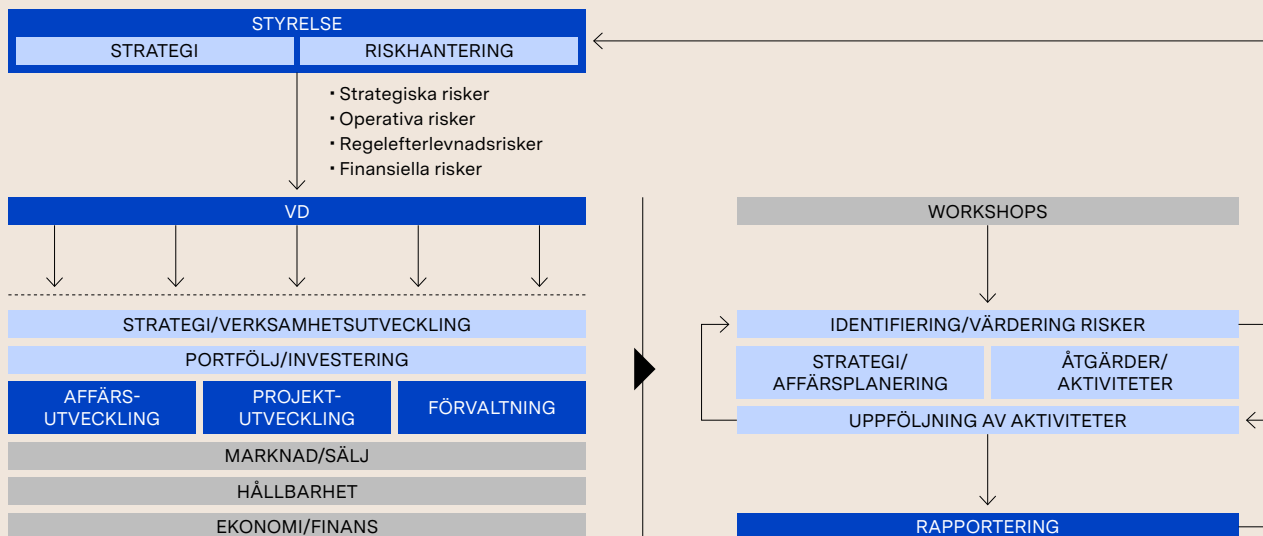 STYRELSE
STRATEGI
RISKHANTERING
· Strategiska risker
· Operativa risker
· Regelefterlevnadsrisker
· Finansiella risker
VD
STRATEGI/VERKSAMHETSUTVECKLING
PORTFÖLJ/INVESTERING
AFFÄRS-
UTVECKLING
PROJEKT-
UTVECKLING
FÖRVALTNING
MARKNAD/SÄLJ
HÅLLBARHET
EKONOMI/FINANS
WORKSHOPS
IDENTIFIERING/VÄRDERING RISKER
STRATEGI/
AFFÄRSPLANERING
ÅTGÄRDER/
AKTIVITETER
UPPFÖLJNING AV AKTIVITETER
RAPPORTERING